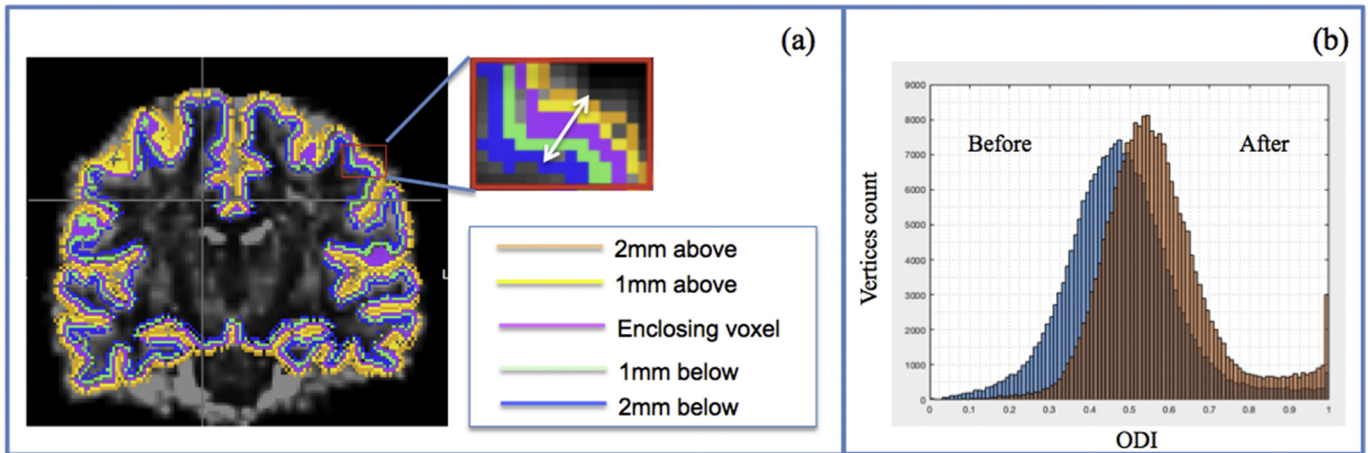 (a)
2mm above
1mm above
Enclosing voxel
1mm below
2mm below
L
(b)
Before
After
Vertices count
9000
8000
7000
6000
5000
4000
3000
2000
1000
0
0 0.1 0.2 0.3 0.4 0.5 0.6 0.7 0.8 0.9 1
ODI